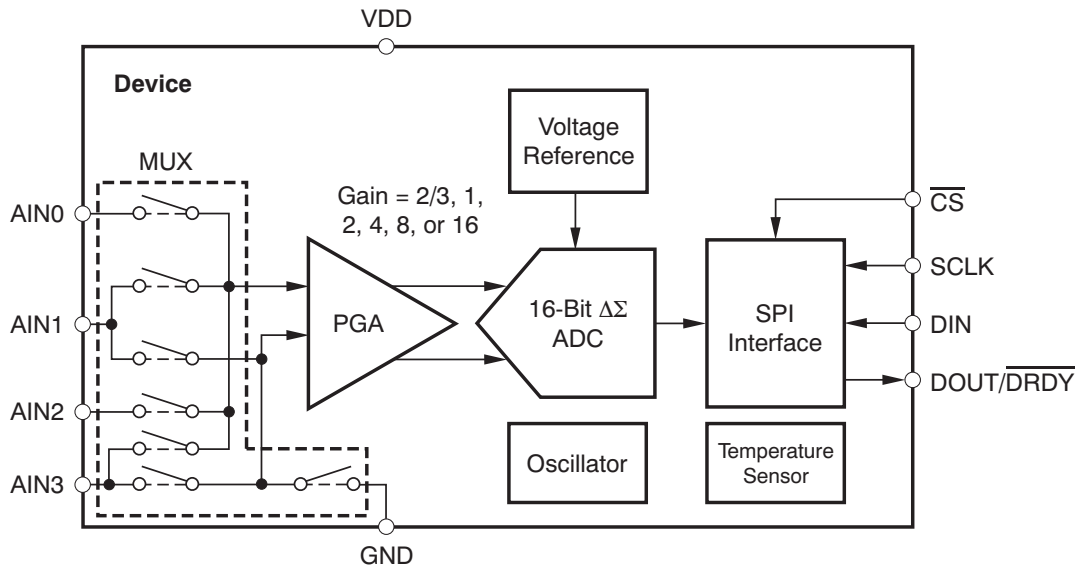 VDD
Device
Voltage
Reference
MUX
Gain = 2/3, 1,
2, 4, 8, or 16
AIN0
CS
SCLK
AIN1
PGA
16-Bit ΔΣ
ADC
SPI
Interface
DIN
DOUT/DRDY
AIN2
Oscillator
Temperature
Sensor
AIN3
GND